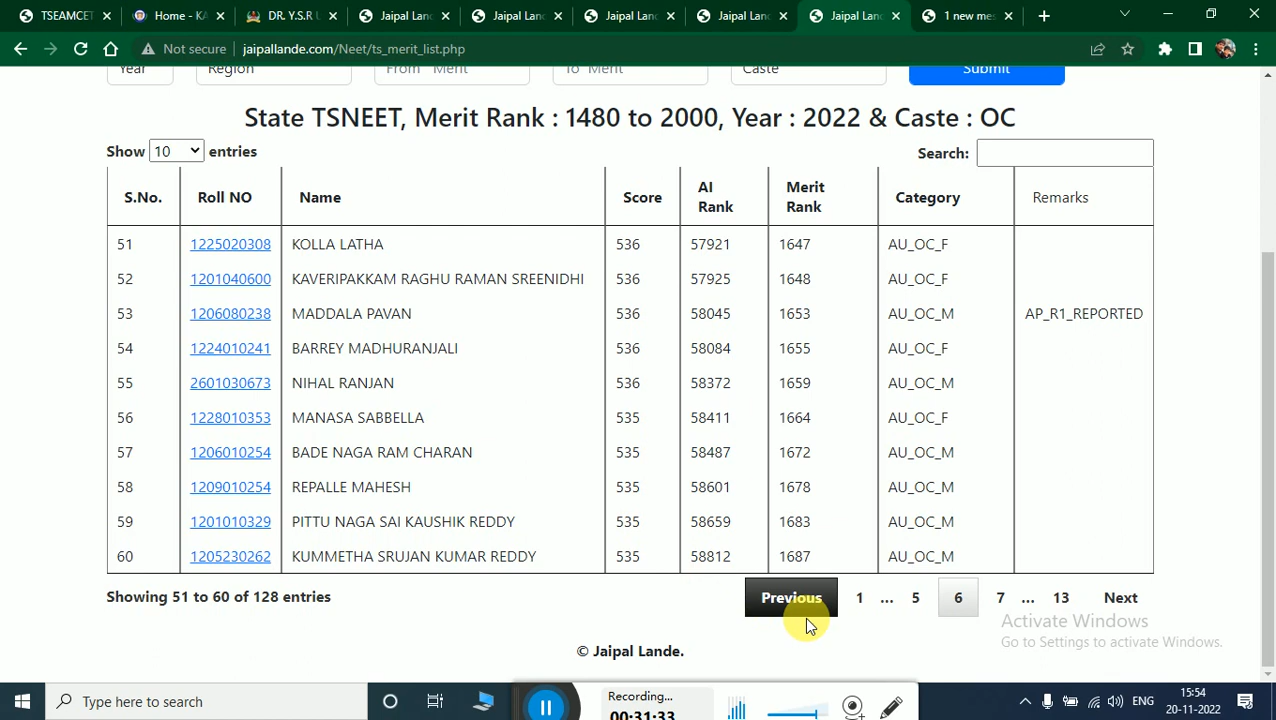 TSEAMCET
Home - KA
DR. Y.S.R U
Jaipal Land
Jaipal Land
Jaipal Land
Jaipal Land
Jaipal Land
1 new mes
Not secure
jaipallande.com/Neet/ts_merit_list.php
Year
Region
From Merit
To Merit
Caste
Submit
State TSNEET, Merit Rank : 1480 to 2000, Year : 2022 & Caste : OC
Show 10 entries
Search:
S.No. Roll NO Name Score AI Rank Merit Rank Category Remarks
51 1225020308 KOLLA LATHA 536 57921 1647 AU_OC_F
52 1201040600 KAVERIPAKKAM RAGHU RAMAN SREENIDHI 536 57925 1648 AU_OC_F
53 1206080238 MADDALA PAVAN 536 58045 1653 AU_OC_M AP_R1_REPORTED
54 1224010241 BARREY MADHURANJALI 536 58084 1655 AU_OC_F
55 2601030673 NIHAL RANJAN 536 58372 1659 AU_OC_M
56 1228010353 MANASA SABBELLA 535 58411 1664 AU_OC_F
57 1206010254 BADE NAGA RAM CHARAN 535 58487 1672 AU_OC_M
58 1209010254 REPALLE MAHESH 535 58601 1678 AU_OC_M
59 1201010329 PITTU NAGA SAI KAUSHIK REDDY 535 58659 1683 AU_OC_M
60 1205230262 KUMMETHA SRUJAN KUMAR REDDY 535 58812 1687 AU_OC_M
Showing 51 to 60 of 128 entries
Previous 1 ... 5 6 7 ... 13 Next
Activate Windows
Go to Settings to activate Windows.
© Jaipal Lande.
Type here to search
Recording...
00:31:33
ENG
15:54
20-11-2022